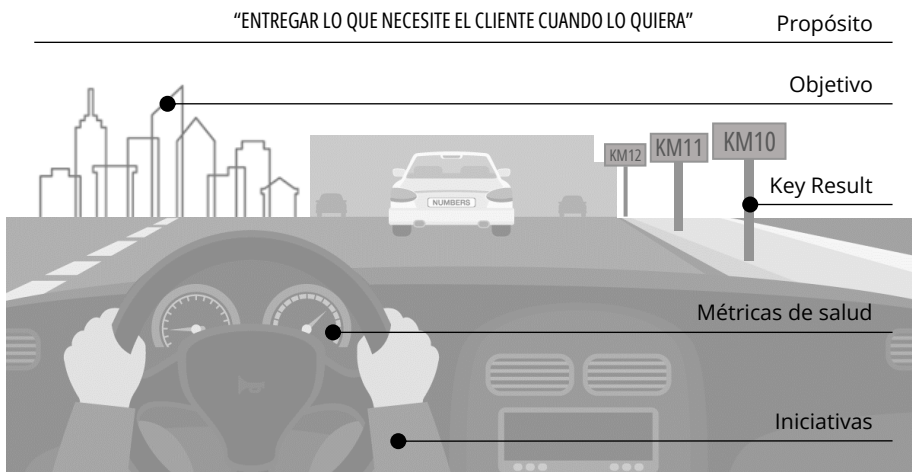 “ENTREGAR LO QUE NECESITE EL CLIENTE CUANDO LO QUIERA”
Propósito
Objetivo
KM12
KM11
KM10
Key Result
NUMBERS
Métricas de salud
Iniciativas